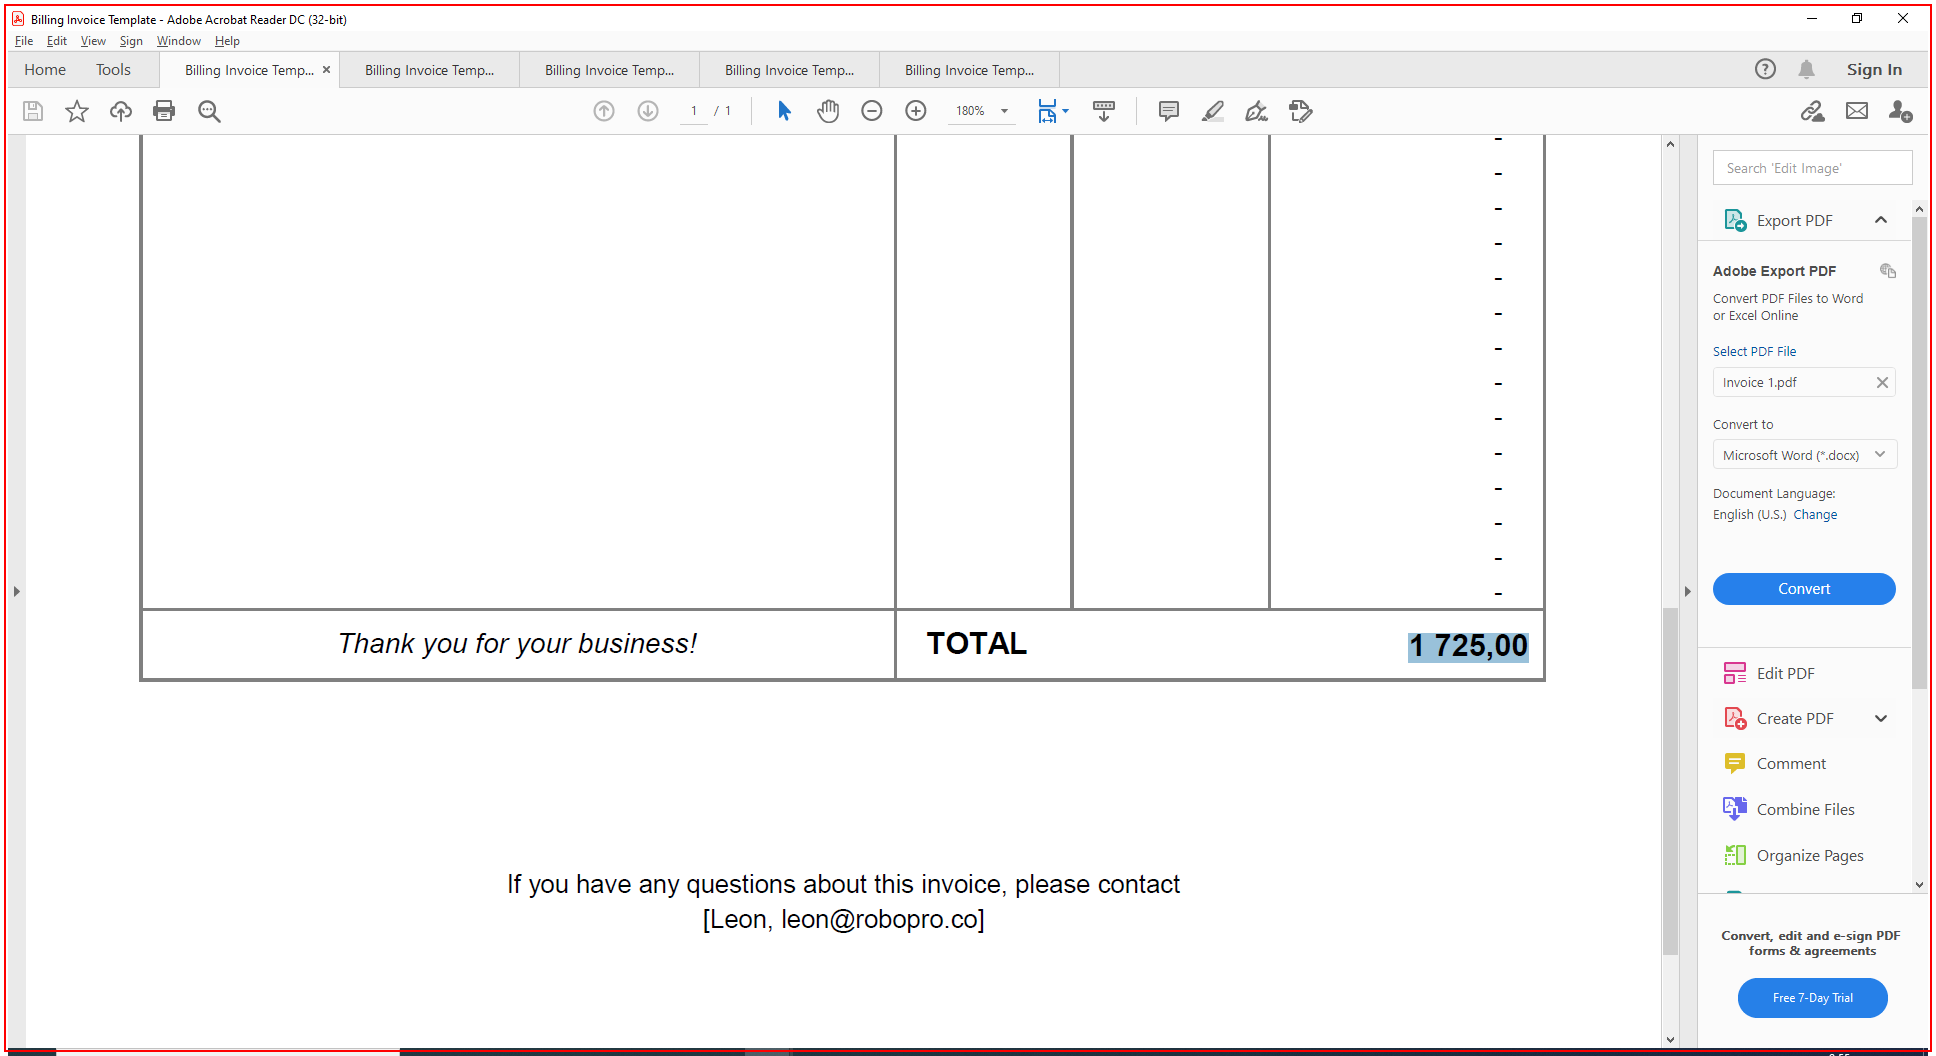 Billing Invoice Template - Adobe Acrobat Reader DC (32-bit)
File Edit View Sign Window Help
Home Tools Billing Invoice Temp... × Billing Invoice Temp... Billing Invoice Temp... Billing Invoice Temp... Billing Invoice Temp... Sign In
1 / 1 180%
Search 'Edit Image'
Export PDF
Adobe Export PDF
Convert PDF Files to Word
or Excel Online
Select PDF File
Invoice 1.pdf
Convert to
Microsoft Word (*.docx)
Document Language:
English (U.S.) Change
Convert
-
-
-
-
-
-
-
-
-
-
-
-
-
-
Thank you for your business! TOTAL 1 725,00
If you have any questions about this invoice, please contact
[Leon, leon@robopro.co]
Edit PDF
Create PDF
Comment
Combine Files
Organize Pages
Convert, edit and e-sign PDF
forms & agreements
Free 7-Day Trial